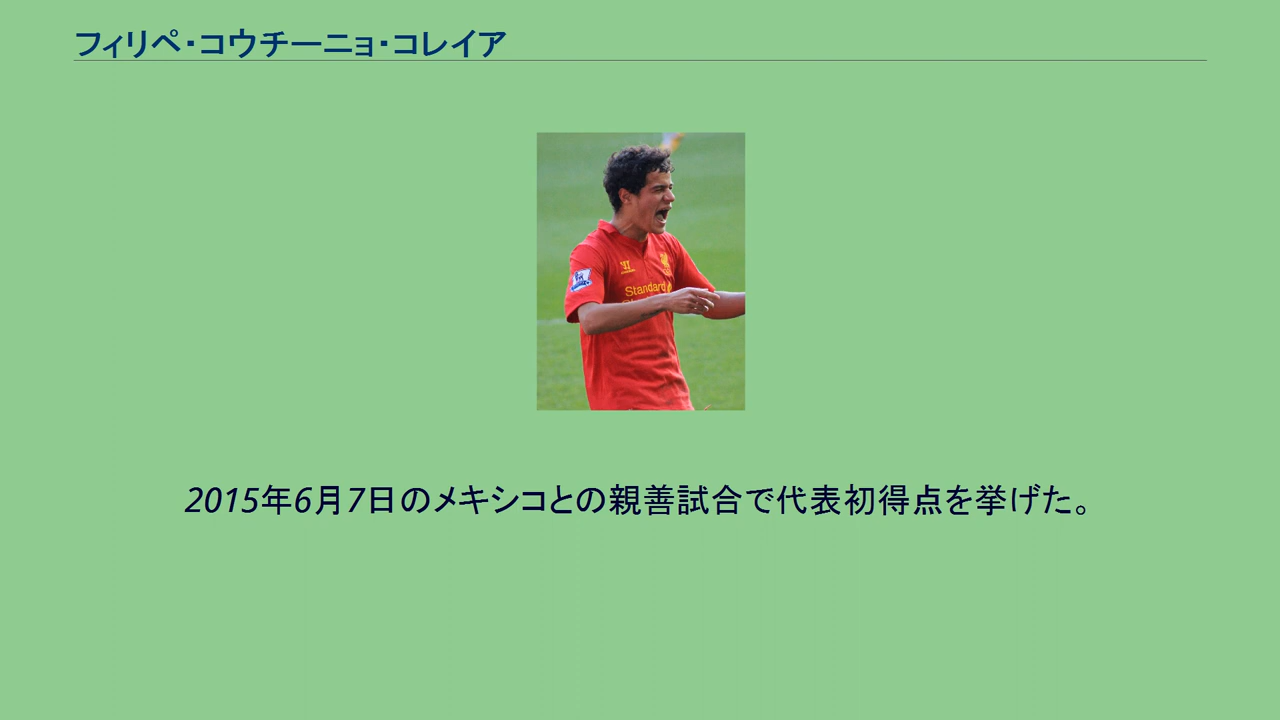 フィリペ・コウチーニョ・コレイア
Standard
2015年6月7日のメキシコとの親善試合で代表初得点を挙げた。